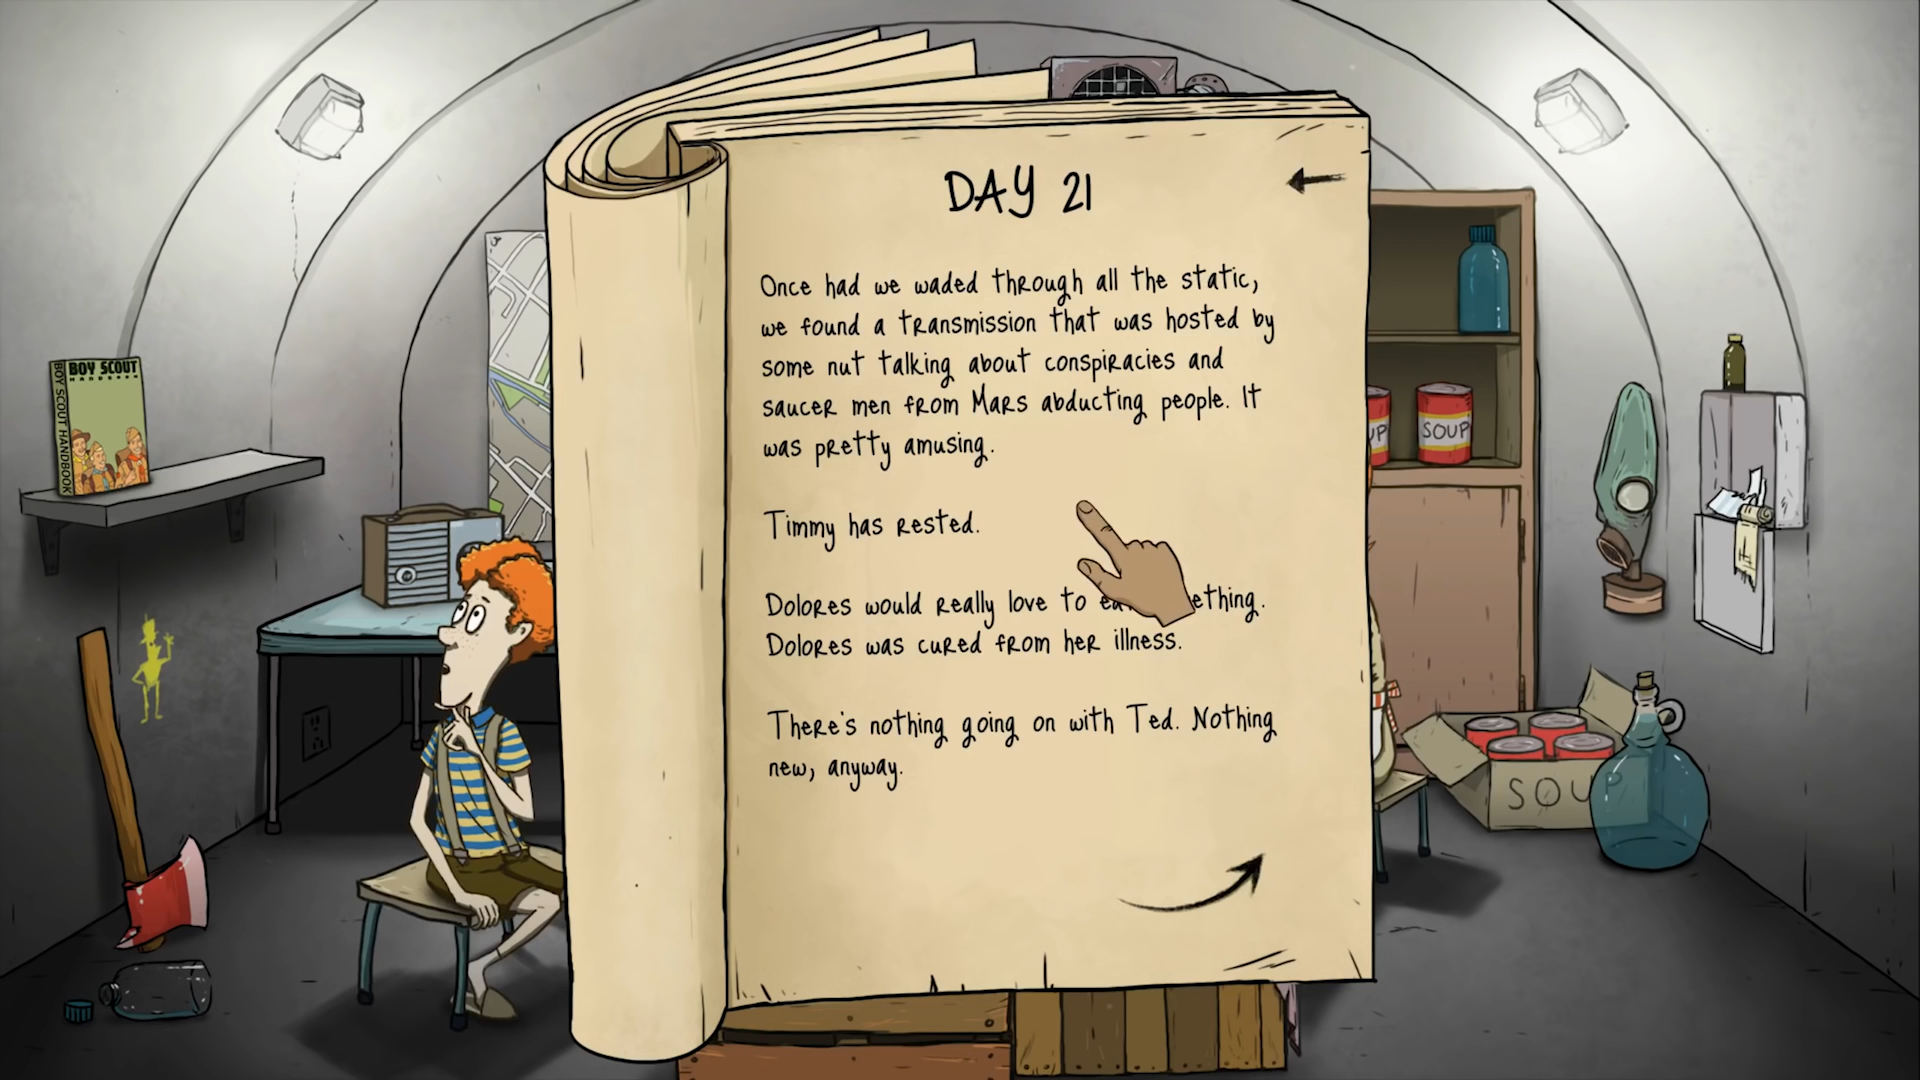 DAY 21
Once had we waded through all the static,
we found a transmission that was hosted by
some nut talking about conspiracies and
saucer men from Mars abducting people. It
was pretty amusing.
Timmy has rested.
Dolores would really love to
Dolores was cured from her illness.
There's nothing going on with Ted. Nothing
new, anyway.
BOY SCOUT
HANDBOOK
BOY SCOUT HANDBOOK
SOUP
SOUP